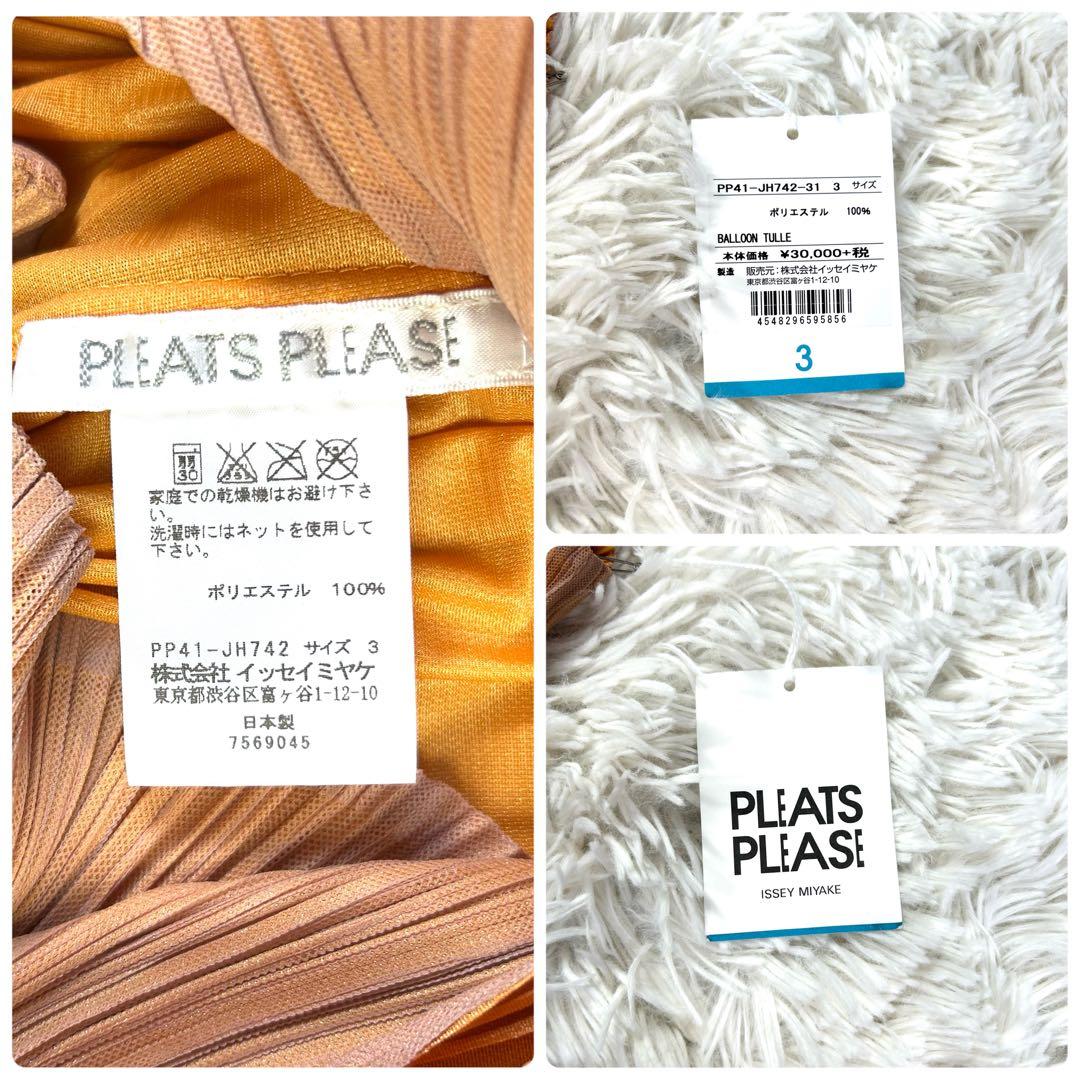 PLEATS PLEASE
弱
30
家庭での乾燥機はお避け下さ
い。
洗濯時にはネットを使用して
下さい。
ポリエステル 100%
PP41-JH742 サイズ 3
株式会社 イッセイミヤケ
東京都渋谷区富ヶ谷1-12-10
日本製
7569045
PP41-JH742-31 3 サイズ
ポリエステル 100%
BALLOON TULLE
本体価格 ¥30,000+税
製造 販売元:株式会社イッセイミヤケ
東京都渋谷区富ヶ谷1-12-10
4548296595856
3
PLEATS
PLEASE
ISSEY MIYAKE